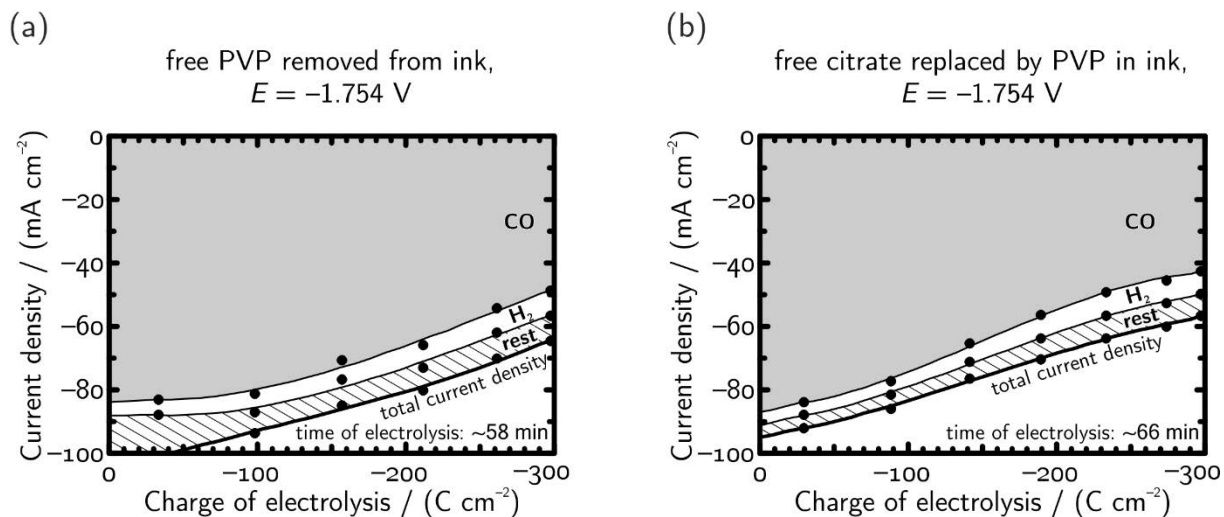 (a)
free PVP removed from ink,
E = –1.754 V
0
–20
–40
–60
–80
–100
Current density / (mA cm⁻²)
CO
H₂
rest
total current density
time of electrolysis: ~58 min
0
–100
–200
–300
Charge of electrolysis / (C cm⁻²)
(b)
free citrate replaced by PVP in ink,
E = –1.754 V
0
–20
–40
–60
–80
–100
Current density / (mA cm⁻²)
CO
H₂
rest
total current density
time of electrolysis: ~66 min
0
–100
–200
–300
Charge of electrolysis / (C cm⁻²)